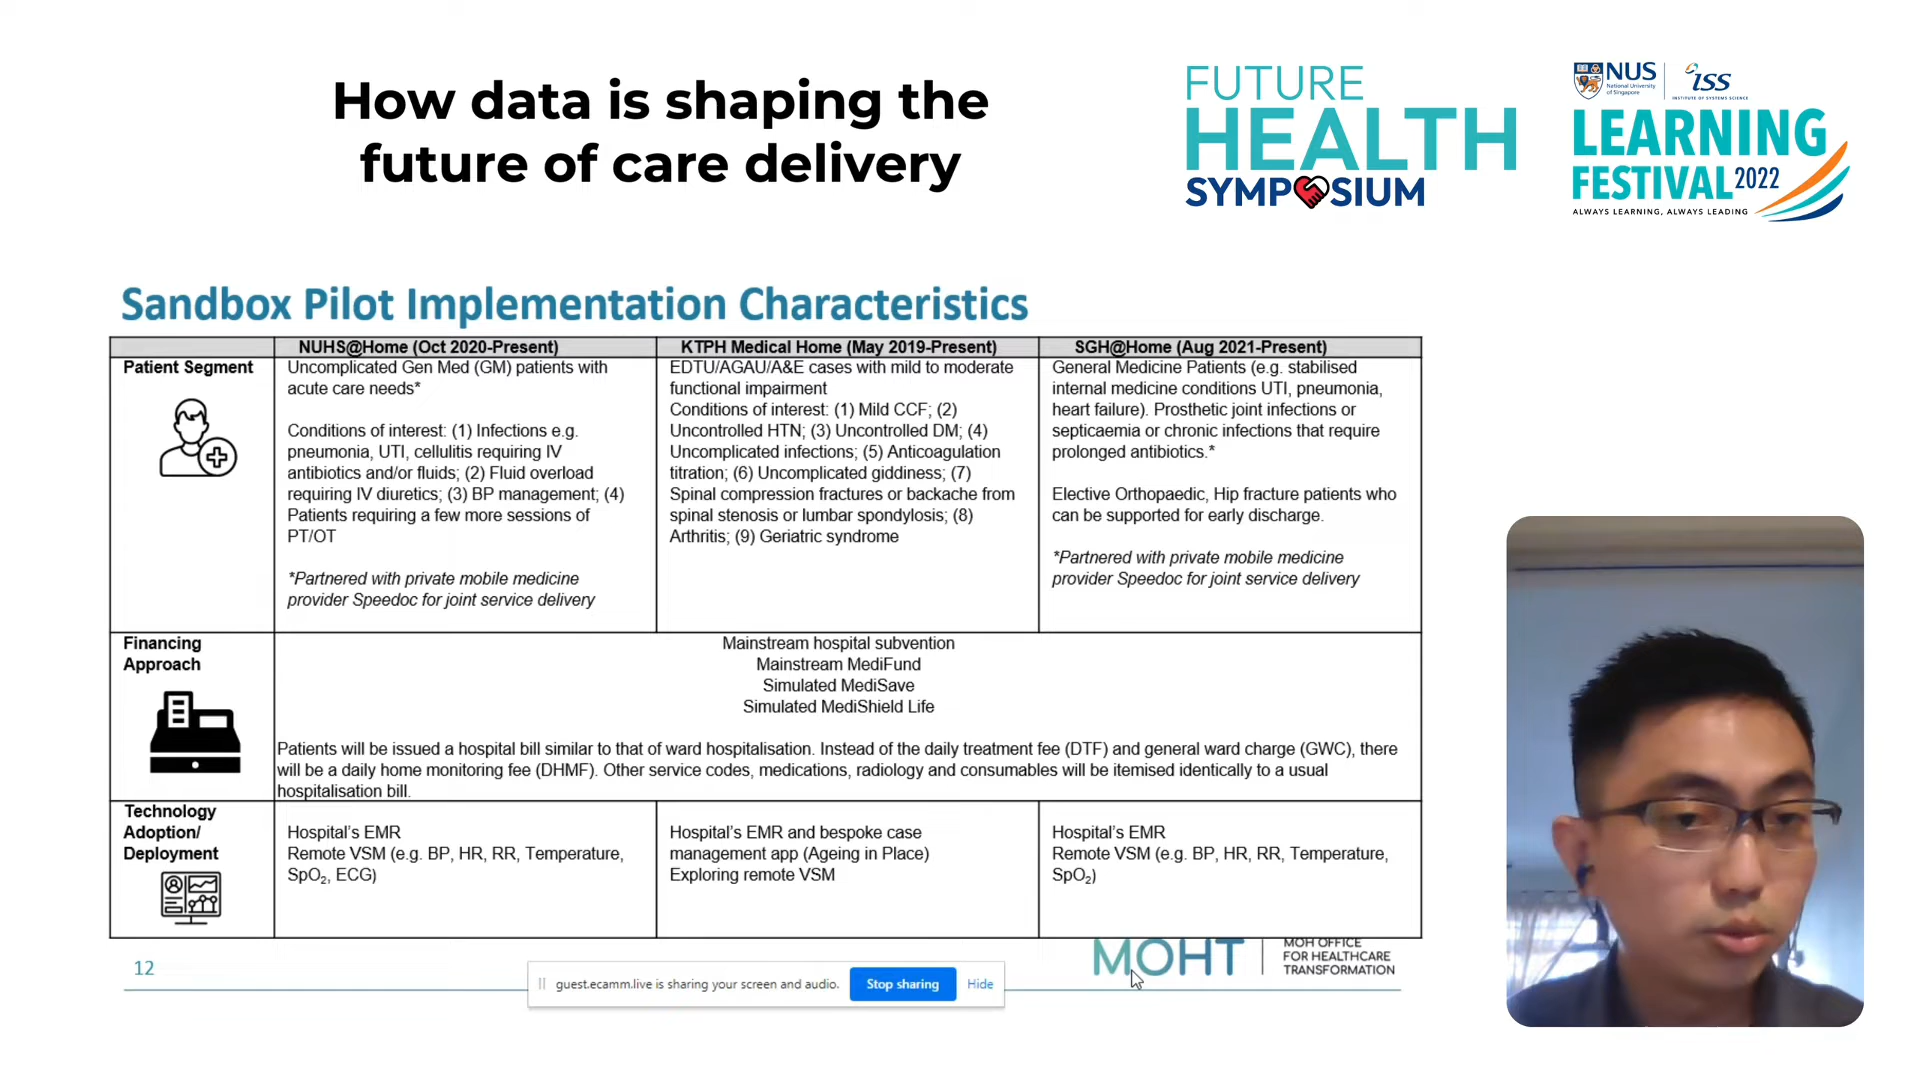 How data is shaping the
future of care delivery
FUTURE
HEALTH
SYMPOSIUM
NUS
National University
of Singapore
iss
INSTITUTE OF SYSTEMS SCIENCE
LEARNING
FESTIVAL 2022
ALWAYS LEARNING, ALWAYS LEADING
Sandbox Pilot Implementation Characteristics
NUHS@Home (Oct 2020-Present)
KTPH Medical Home (May 2019-Present)
SGH@Home (Aug 2021-Present)
Patient Segment
Uncomplicated Gen Med (GM) patients with
acute care needs*
Conditions of interest: (1) Infections e.g.
pneumonia, UTI, cellulitis requiring IV
antibiotics and/or fluids; (2) Fluid overload
requiring IV diuretics; (3) BP management; (4)
Patients requiring a few more sessions of
PT/OT
*Partnered with private mobile medicine
provider Speedoc for joint service delivery
EDTU/AGAU/A&E cases with mild to moderate
functional impairment
Conditions of interest: (1) Mild CCF; (2)
Uncontrolled HTN; (3) Uncontrolled DM; (4)
Uncomplicated infections; (5) Anticoagulation
titration; (6) Uncomplicated giddiness; (7)
Spinal compression fractures or backache from
spinal stenosis or lumbar spondylosis; (8)
Arthritis; (9) Geriatric syndrome
General Medicine Patients (e.g. stabilised
internal medicine conditions UTI, pneumonia,
heart failure). Prosthetic joint infections or
septicaemia or chronic infections that require
prolonged antibiotics.*
Elective Orthopaedic, Hip fracture patients who
can be supported for early discharge.
*Partnered with private mobile medicine
provider Speedoc for joint service delivery
Financing
Approach
Mainstream hospital subvention
Mainstream MediFund
Simulated MediSave
Simulated MediShield Life
Patients will be issued a hospital bill similar to that of ward hospitalisation. Instead of the daily treatment fee (DTF) and general ward charge (GWC), there
will be a daily home monitoring fee (DHMF). Other service codes, medications, radiology and consumables will be itemised identically to a usual
hospitalisation bill.
Technology
Adoption/
Deployment
Hospital's EMR
Remote VSM (e.g. BP, HR, RR, Temperature,
SpO₂, ECG)
Hospital's EMR and bespoke case
management app (Ageing in Place)
Exploring remote VSM
Hospital's EMR
Remote VSM (e.g. BP, HR, RR, Temperature,
SpO₂)
12
guest.ecamm.live is sharing your screen and audio.
Stop sharing
Hide
MOHT
MOH OFFICE
FOR HEALTHCARE
TRANSFORMATION